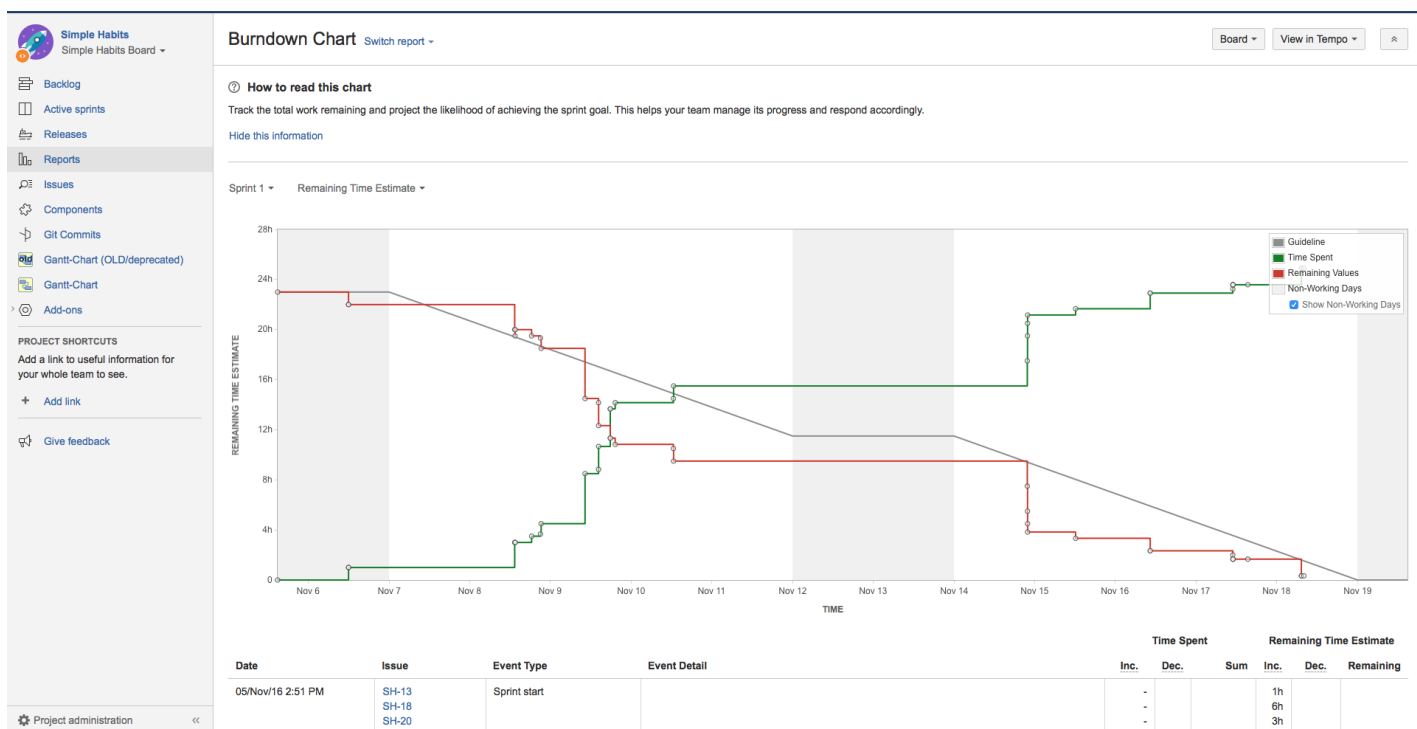 Simple Habits
Simple Habits Board
Backlog
Active sprints
Releases
Reports
Issues
Components
Git Commits
old Gantt-Chart (OLD/deprecated)
Gantt-Chart
Add-ons
PROJECT SHORTCUTS
Add a link to useful information for
your whole team to see.
+ Add link
Give feedback
Project administration «
Burndown Chart Switch report
Board View in Tempo
How to read this chart
Track the total work remaining and project the likelihood of achieving the sprint goal. This helps your team manage its progress and respond accordingly.
Hide this information
Sprint 1 Remaining Time Estimate
REMAINING TIME ESTIMATE
28h
24h
20h
16h
12h
8h
4h
0
Guideline
Time Spent
Remaining Values
Non-Working Days
Show Non-Working Days
Nov 6 Nov 7 Nov 8 Nov 9 Nov 10 Nov 11 Nov 12 Nov 13 Nov 14 Nov 15 Nov 16 Nov 17 Nov 18 Nov 19
TIME
Time Spent Remaining Time Estimate
Date Issue Event Type Event Detail Inc. Dec. Sum Inc. Dec. Remaining
05/Nov/16 2:51 PM SH-13 Sprint start - 1h
SH-18 - 6h
SH-20 - 3h